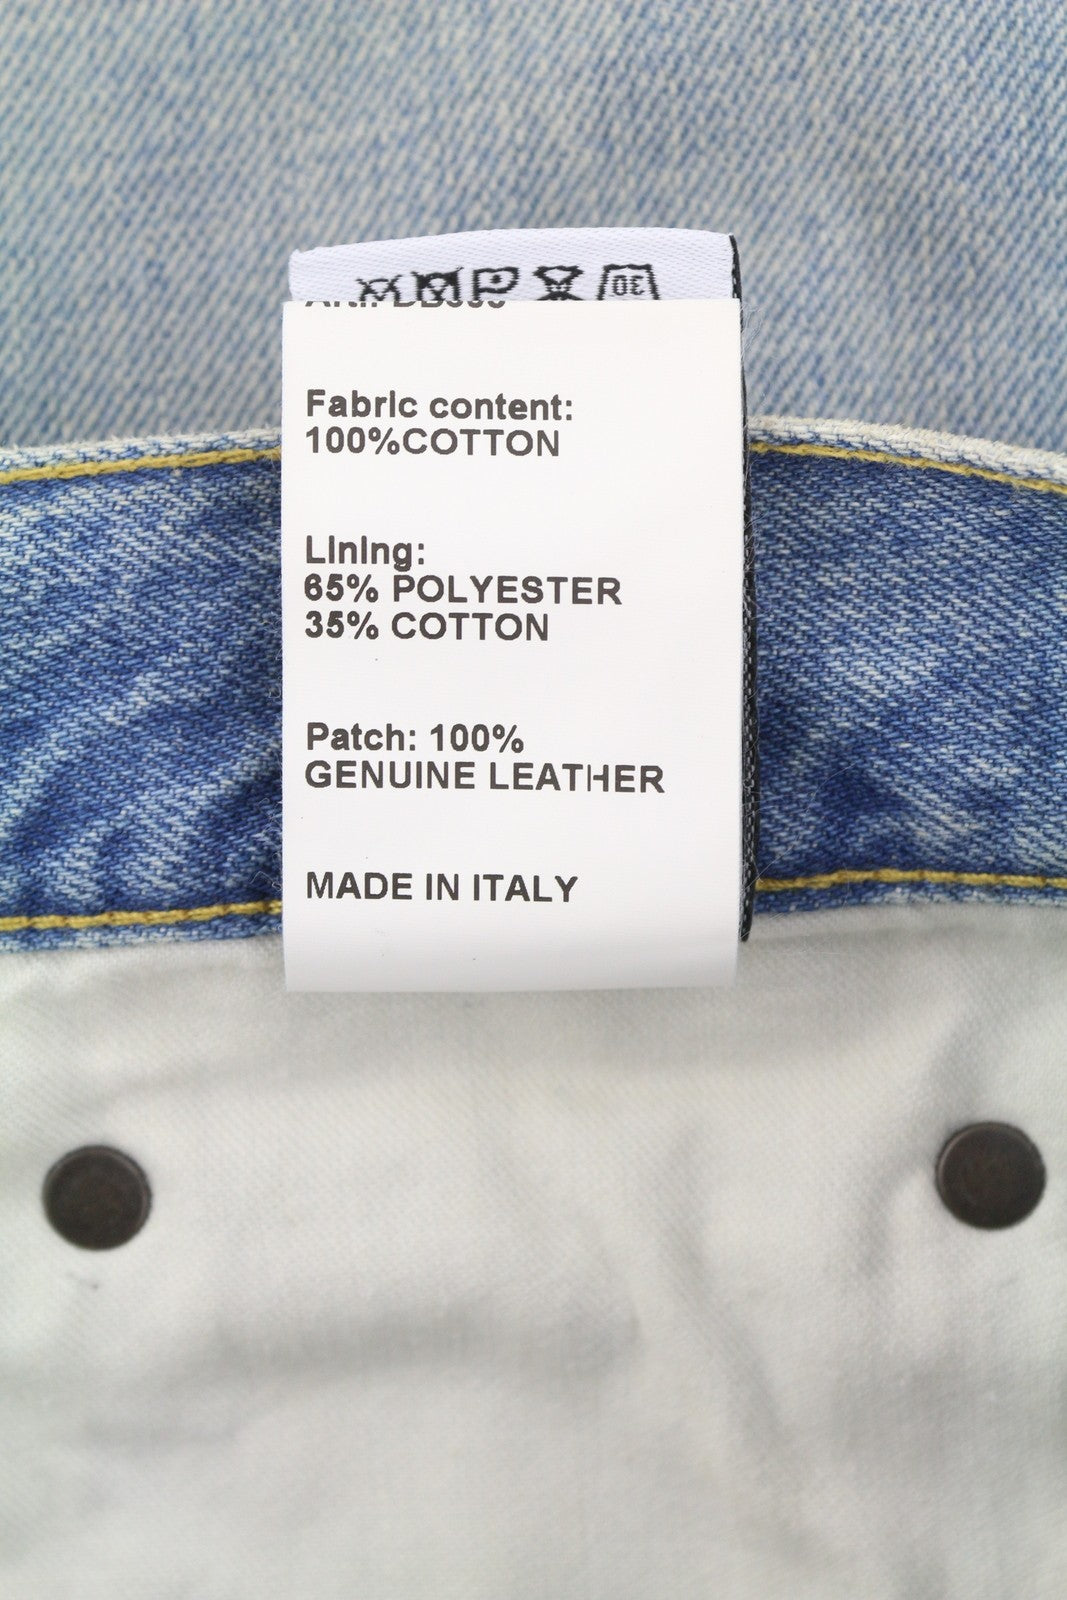 Fabric content:
100%COTTON
Lining:
65% POLYESTER
35% COTTON
Patch: 100%
GENUINE LEATHER
MADE IN ITALY